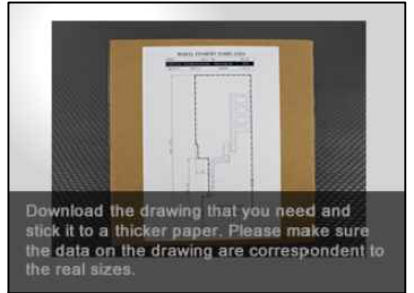 Download the drawing that you need and
stick it to a thicker paper. Please make sure
the data on the drawing are correspondent to
the real sizes.